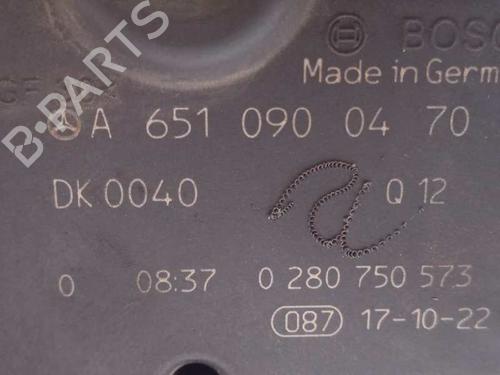 B-PARTS
BOSC
Made in Germ
A 651 090 04 70
DK 0040 Q 12
0 08:37 0 280 750 573
087 17-10-22